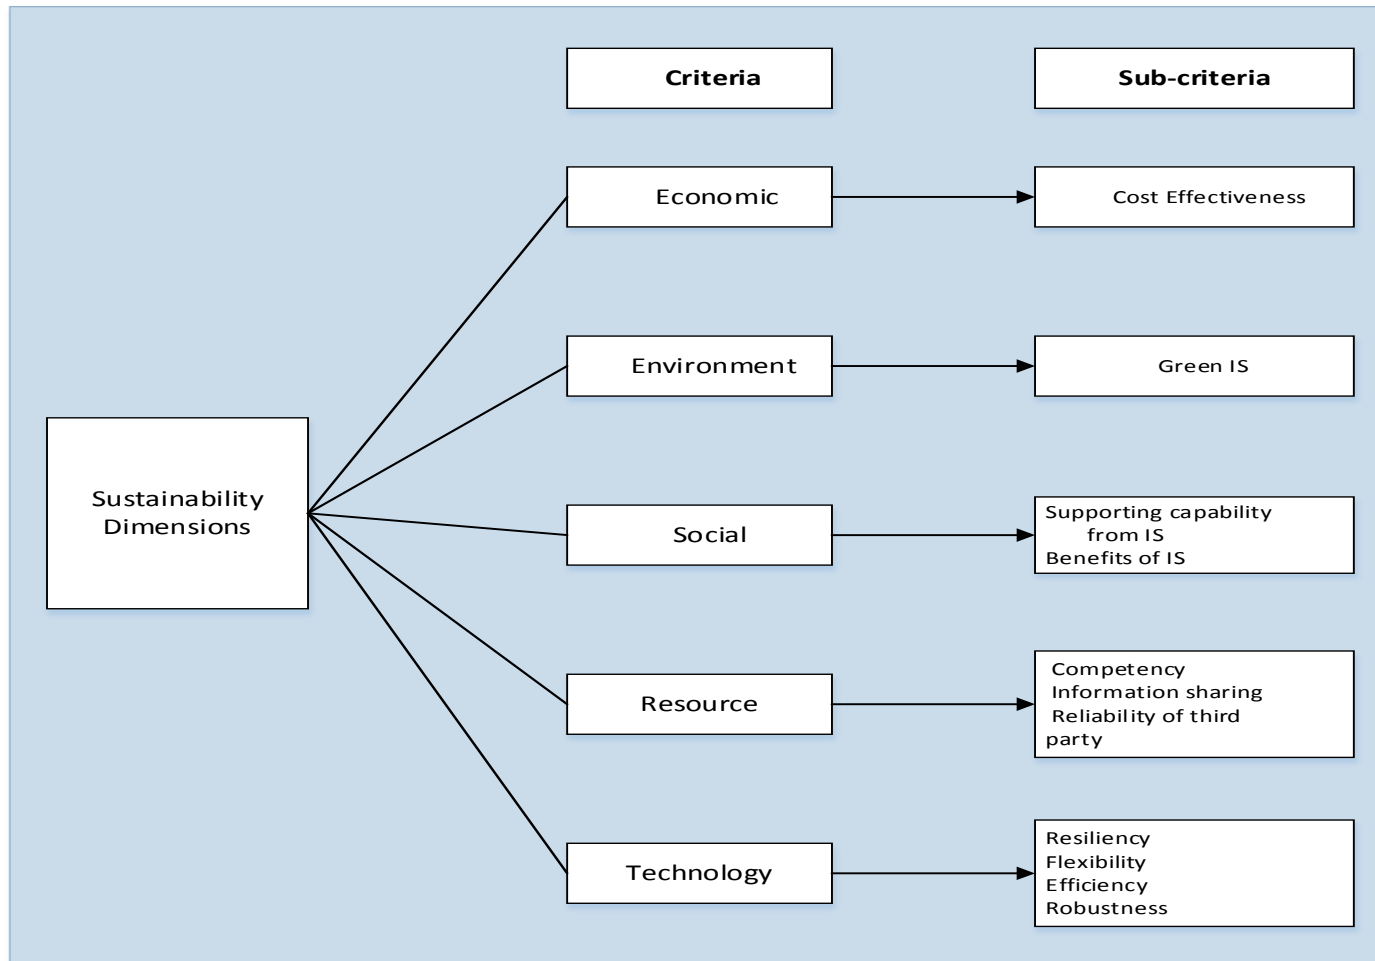 Criteria
Sub-criteria
Economic
Cost Effectiveness
Environment
Green IS
Sustainability
Dimensions
Social
Supporting capability
from IS
Benefits of IS
Resource
Competency
Information sharing
Reliability of third
party
Technology
Resiliency
Flexibility
Efficiency
Robustness